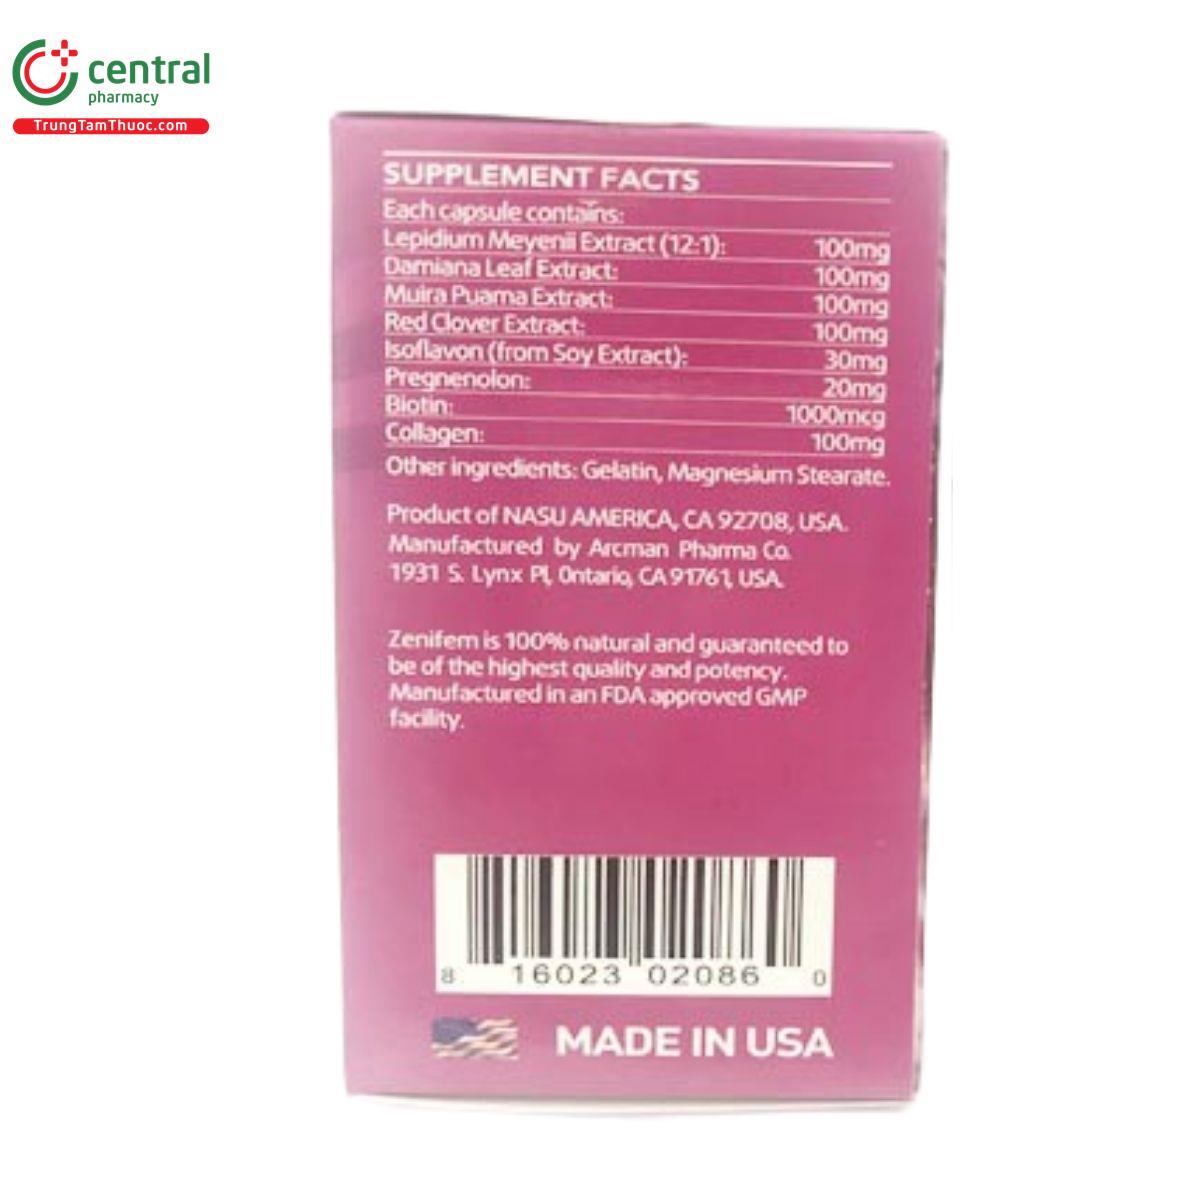 central
pharmacy
TrungTamThuoc.com
SUPPLEMENT FACTS
Each capsule contains:
Lepidium Meyenii Extract (12:1): 100mg
Damiana Leaf Extract: 100mg
Muira Puama Extract: 100mg
Red Clover Extract: 100mg
Isoflavon (from Soy Extract): 30mg
Pregnenolon: 20mg
Biotin: 1000mcg
Collagen: 100mg
Other ingredients: Gelatin, Magnesium Stearate.
Product of NASU AMERICA, CA 92708, USA.
Manufactured by Arcman Pharma Co.
1931 S. Lynx Pl, Ontario, CA 91761, USA.
Zenifem is 100% natural and guaranteed to
be of the highest quality and potency.
Manufactured in an FDA approved GMP
facility.
8 16023 02086 0
MADE IN USA